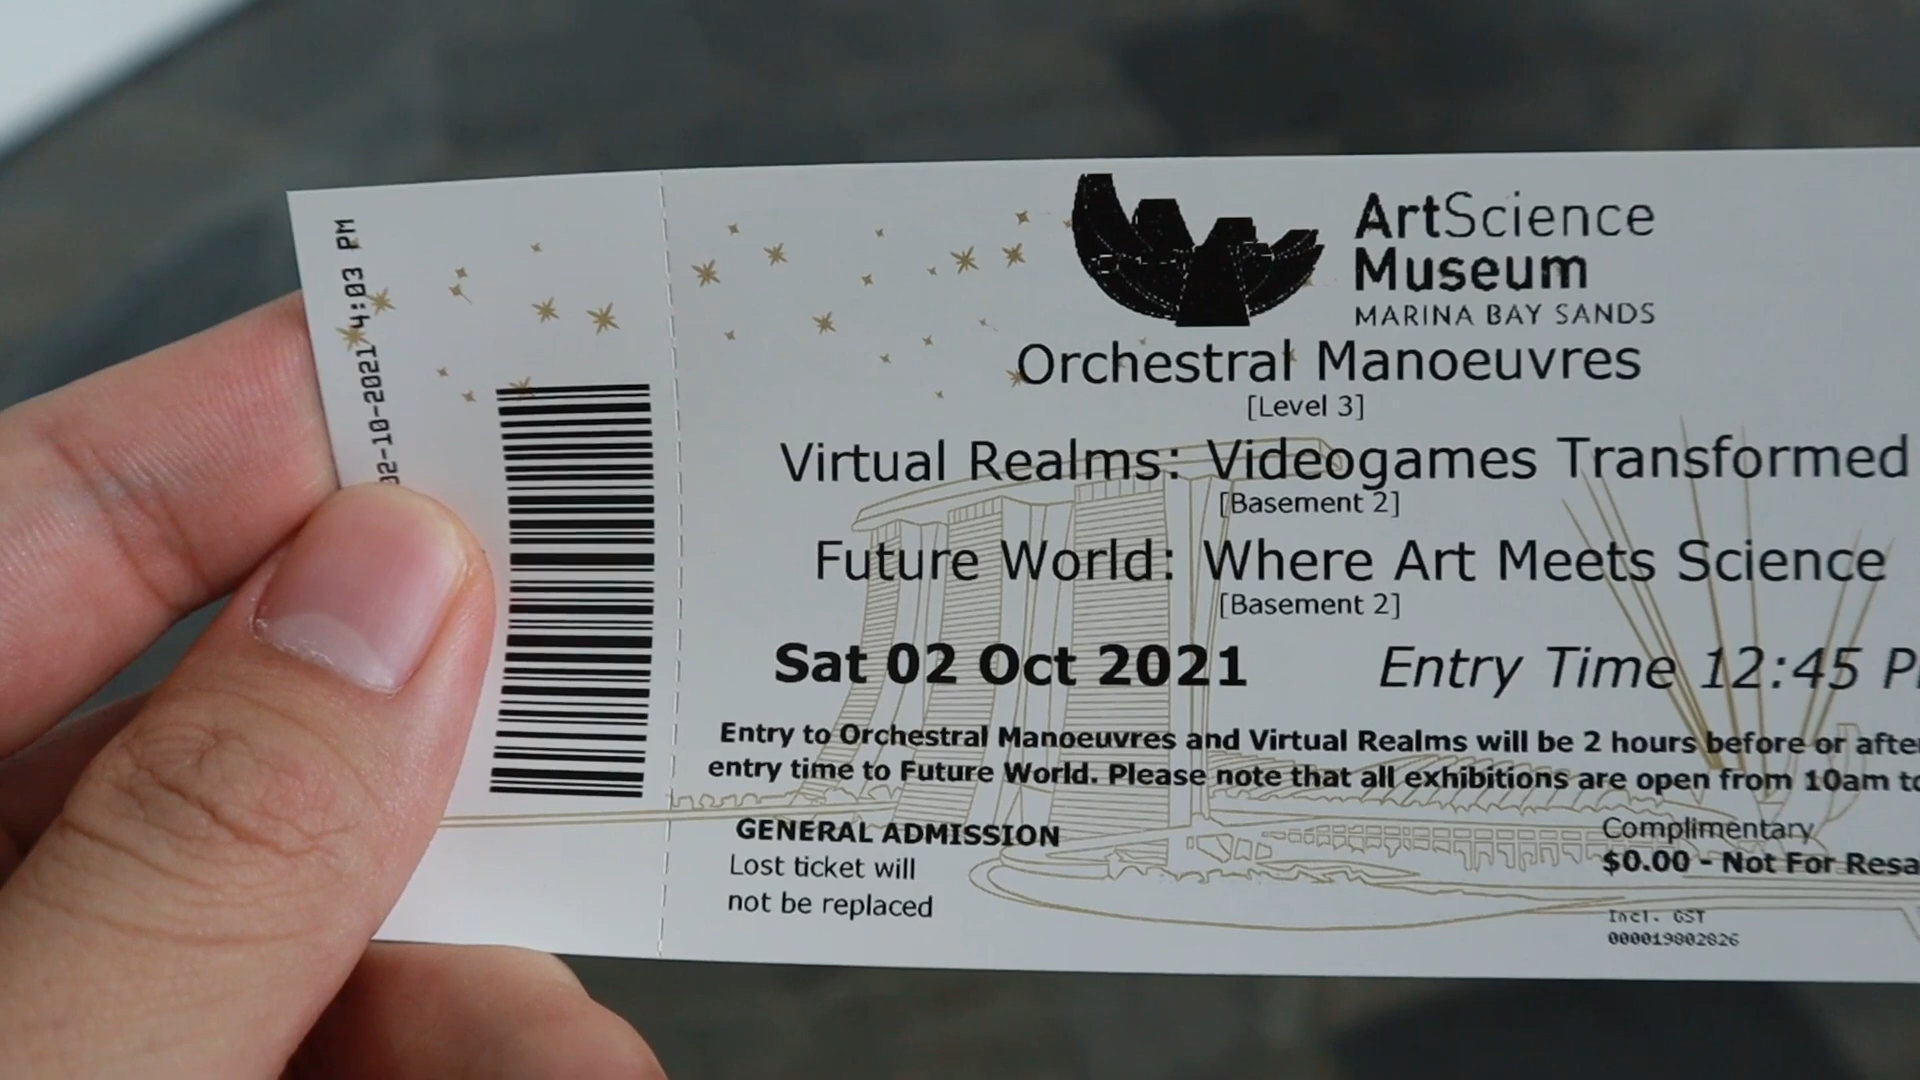 02-10-2021 4:03 PM
ArtScience
Museum
MARINA BAY SANDS
Orchestral Manoeuvres
[Level 3]
Virtual Realms: Videogames Transformed
[Basement 2]
Future World: Where Art Meets Science
[Basement 2]
Sat 02 Oct 2021 Entry Time 12:45 P
Entry to Orchestral Manoeuvres and Virtual Realms will be 2 hours before or after
entry time to Future World. Please note that all exhibitions are open from 10am to
GENERAL ADMISSION
Lost ticket will
not be replaced
Complimentary
$0.00 - Not For Resa
Incl. GST
000019802826